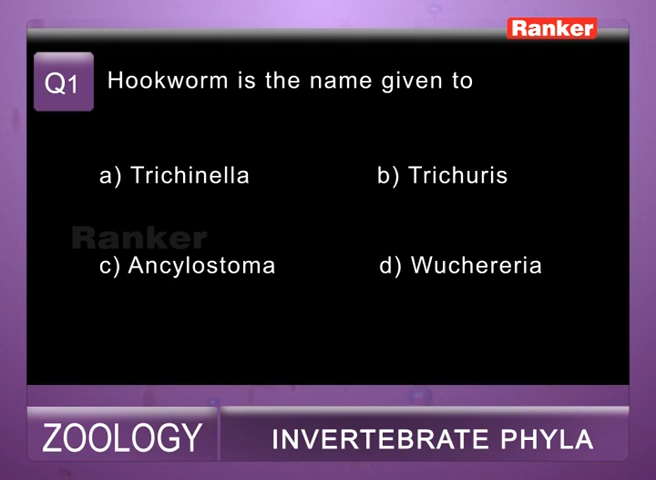 Ranker
Q1 Hookworm is the name given to
a) Trichinella b) Trichuris
Ranker
c) Ancylostoma d) Wuchereria
ZOOLOGY INVERTEBRATE PHYLA